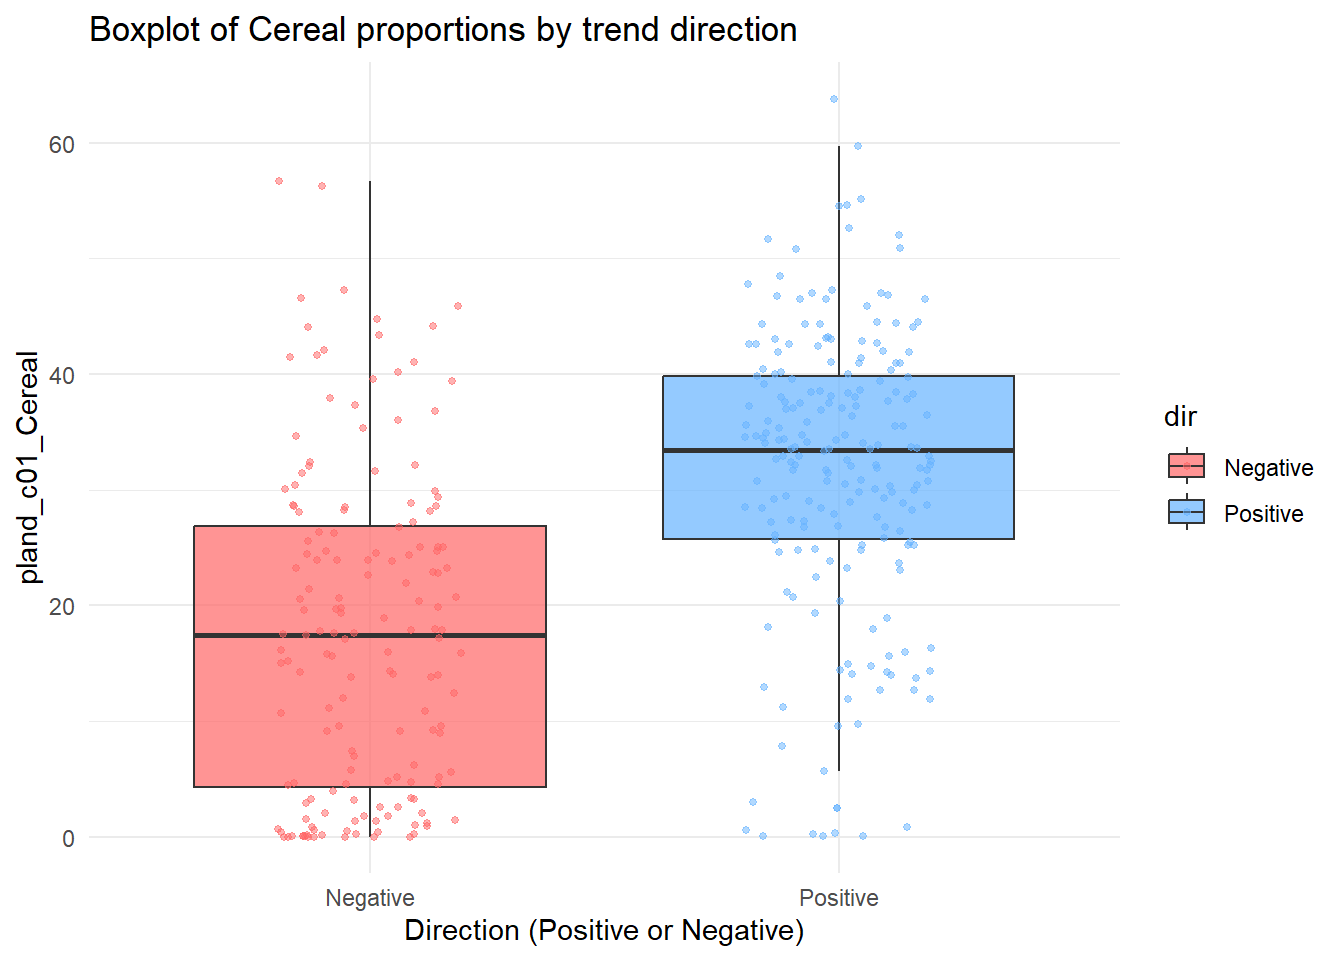 Boxplot of Cereal proportions by trend direction
pland_c01_Cereal
60
40
20
0
Negative
Positive
Direction (Positive or Negative)
dir
Negative
Positive